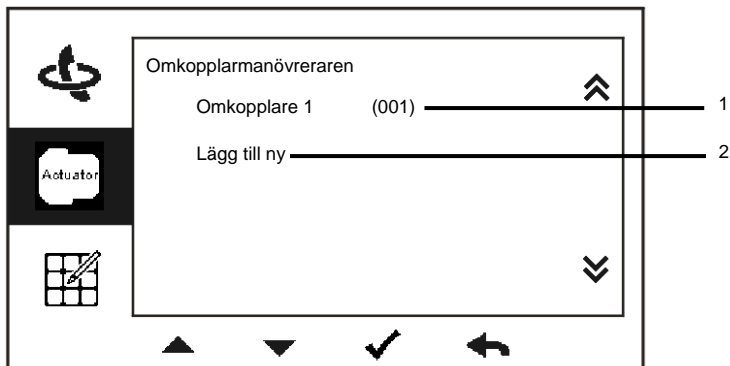 Omkopplarmanövreraren
Omkopplare 1 (001)
1
Lägg till ny
2
Actuator